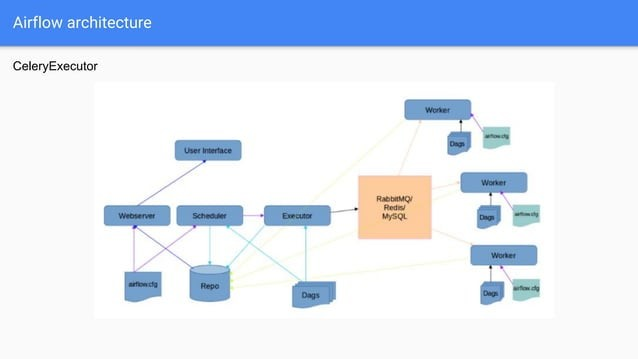 Airflow architecture
CeleryExecutor
Worker
Dags
airflow.cfg
User Interface
Worker
Dags
airflow.cfg
Webserver
Scheduler
Executor
RabbitMQ/
Redis/
MySQL
Worker
Dags
airflow.cfg
airflow.cfg
Repo
Dags